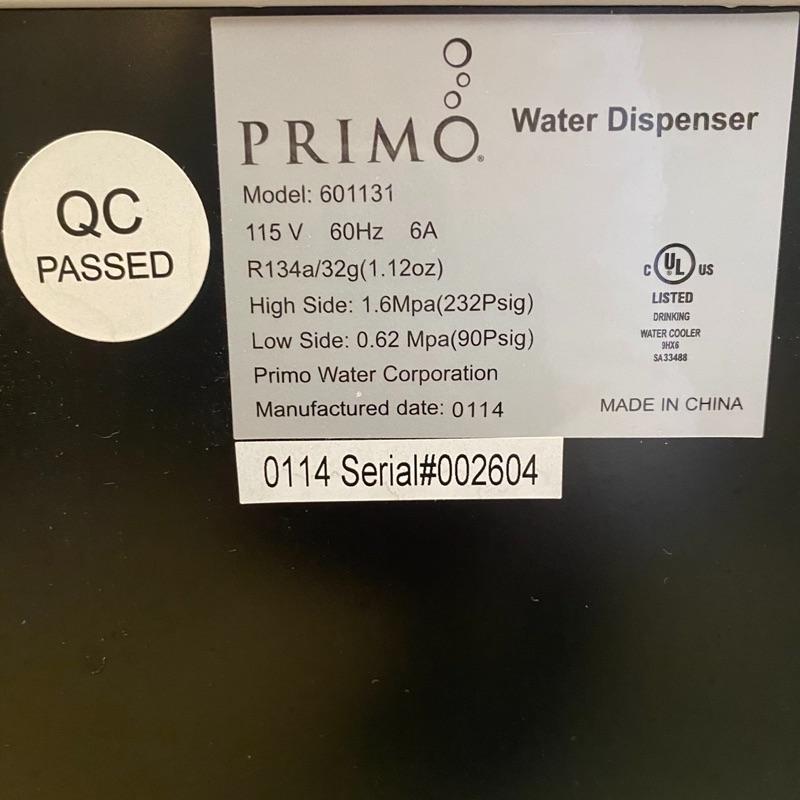 QC
PASSED
PRIMO®
Water Dispenser
Model: 601131
115 V 60Hz 6A
R134a/32g(1.12oz)
High Side: 1.6Mpa(232Psig)
Low Side: 0.62 Mpa(90Psig)
Primo Water Corporation
Manufactured date: 0114
C UL US
LISTED
DRINKING
WATER COOLER
9HX6
SA33488
MADE IN CHINA
0114 Serial#002604